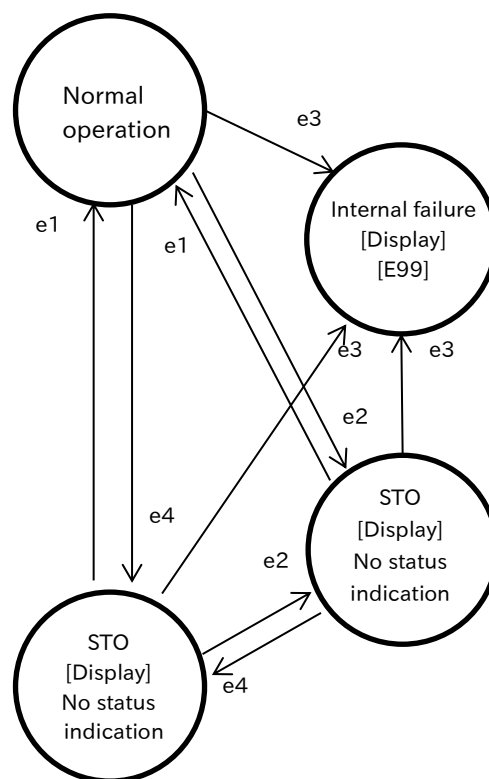 Normal
operation
e3
e1
e1
Internal failure
[Display]
[E99]
e3
e3
e2
e4
STO
[Display]
No status
indication
e2
STO
[Display]
No status
indication
e4